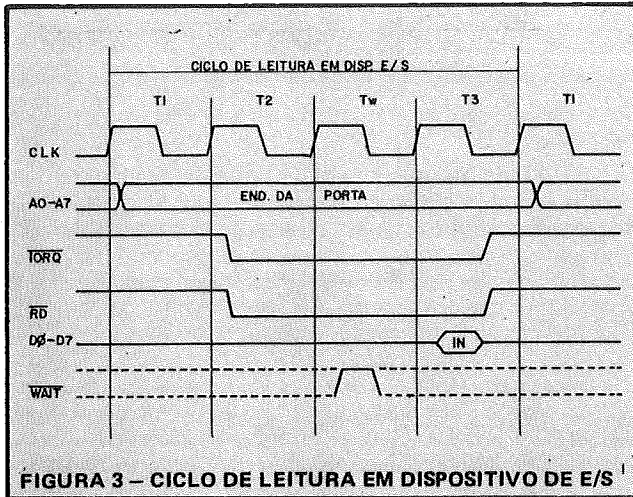 CICLO DE LEITURA EM DISP. E/S
T1 T2 Tw T3 T1
CLK
A0-A7 END. DA PORTA
IORQ
RD
DØ-D7 IN
WAIT
FIGURA 3 – CICLO DE LEITURA EM DISPOSITIVO DE E/S